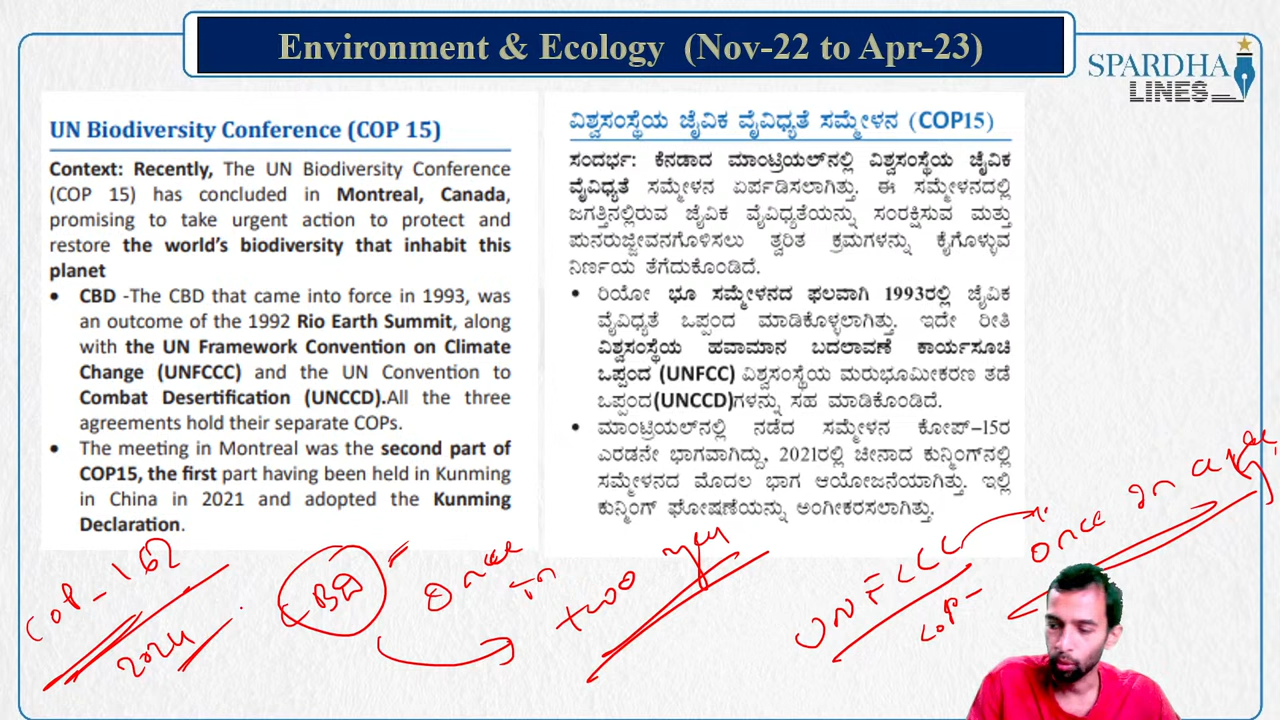 Environment & Ecology (Nov-22 to Apr-23)
SPARDHA
LINES
UN Biodiversity Conference (COP 15)
Context: Recently, The UN Biodiversity Conference
(COP 15) has concluded in Montreal, Canada,
promising to take urgent action to protect and
restore the world's biodiversity that inhabit this
planet
• CBD -The CBD that came into force in 1993, was
an outcome of the 1992 Rio Earth Summit, along
with the UN Framework Convention on Climate
Change (UNFCCC) and the UN Convention to
Combat Desertification (UNCCD).All the three
agreements hold their separate COPs.
• The meeting in Montreal was the second part of
COP15, the first part having been held in Kunming
in China in 2021 and adopted the Kunming
Declaration.
ವಿಶ್ವಸಂಸ್ಥೆಯ ಜೈವಿಕ ವೈವಿಧ್ಯತೆ ಸಮ್ಮೇಳನ (COP15)
ಸಂದರ್ಭ: ಕೆನಡಾದ ಮಾಂಟ್ರಿಯಲ್‌ನಲ್ಲಿ ವಿಶ್ವಸಂಸ್ಥೆಯ ಜೈವಿಕ
ವೈವಿಧ್ಯತೆ ಸಮ್ಮೇಳನ ಏರ್ಪಡಿಸಲಾಗಿತ್ತು. ಈ ಸಮ್ಮೇಳನದಲ್ಲಿ
ಜಗತ್ತಿನಲ್ಲಿರುವ ಜೈವಿಕ ವೈವಿಧ್ಯತೆಯನ್ನು ಸಂರಕ್ಷಿಸುವ ಮತ್ತು
ಪುನರುಜ್ಜೀವನಗೊಳಿಸಲು ತ್ವರಿತ ಕ್ರಮಗಳನ್ನು ಕೈಗೊಳ್ಳುವ
ನಿರ್ಣಯ ತೆಗೆದುಕೊಂಡಿದೆ.
• ರಿಯೋ ಭೂ ಸಮ್ಮೇಳನದ ಫಲವಾಗಿ 1993ರಲ್ಲಿ ಜೈವಿಕ
ವೈವಿಧ್ಯತೆ ಒಪ್ಪಂದ ಮಾಡಿಕೊಳ್ಳಲಾಗಿತ್ತು. ಇದೇ ರೀತಿ
ವಿಶ್ವಸಂಸ್ಥೆಯ ಹವಾಮಾನ ಬದಲಾವಣೆ ಕಾರ್ಯಸೂಚಿ
ಒಪ್ಪಂದ (UNFCC) ವಿಶ್ವಸಂಸ್ಥೆಯ ಮರುಭೂಮೀಕರಣ ತಡೆ
ಒಪ್ಪಂದ(UNCCD)ಗಳನ್ನು ಸಹ ಮಾಡಿಕೊಂಡಿದೆ.
• ಮಾಂಟ್ರಿಯಲ್‌ನಲ್ಲಿ ನಡೆದ ಸಮ್ಮೇಳನ ಕೋಪ್–15ರ
ಎರಡನೇ ಭಾಗವಾಗಿದ್ದು, 2021ರಲ್ಲಿ ಚೀನಾದ ಕುನ್ಮಿಂಗ್‌ನಲ್ಲಿ
ಸಮ್ಮೇಳನದ ಮೊದಲ ಭಾಗ ಆಯೋಜನೆಯಾಗಿತ್ತು. ಇಲ್ಲಿ
ಕುನ್ಮಿಂಗ್ ಘೋಷಣೆಯನ್ನು ಅಂಗೀಕರಸಲಾಗಿತ್ತು.
2024
CBD
once in
two year
UNFCCC
COP-
once in a year